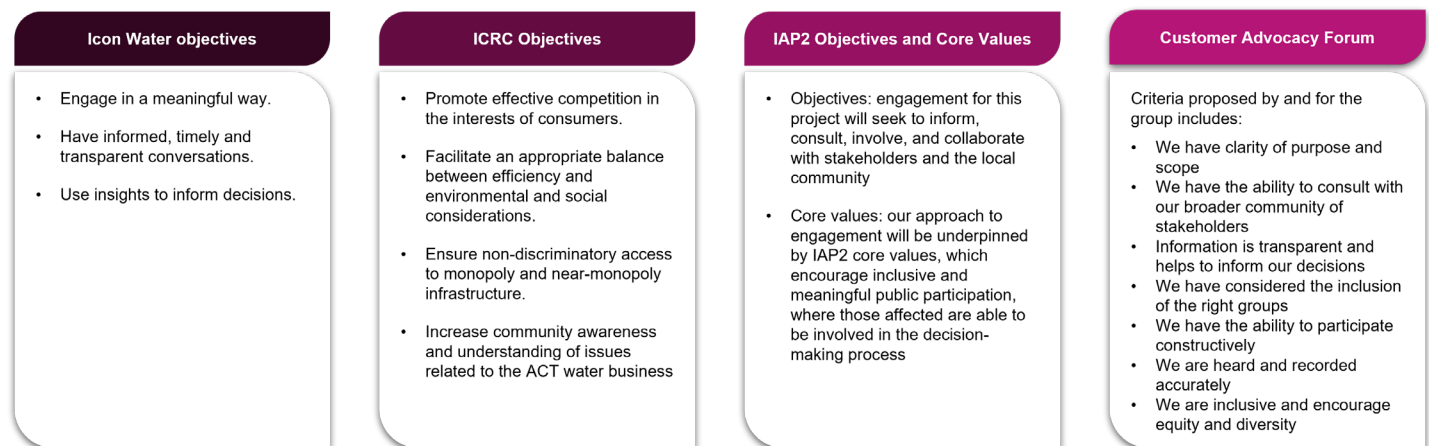 Icon Water objectives
• Engage in a meaningful way.
• Have informed, timely and
transparent conversations.
• Use insights to inform decisions.
ICRC Objectives
• Promote effective competition in
the interests of consumers.
• Facilitate an appropriate balance
between efficiency and
environmental and social
considerations.
• Ensure non-discriminatory access
to monopoly and near-monopoly
infrastructure.
• Increase community awareness
and understanding of issues
related to the ACT water business
IAP2 Objectives and Core Values
• Objectives: engagement for this
project will seek to inform,
consult, involve, and collaborate
with stakeholders and the local
community
• Core values: our approach to
engagement will be underpinned
by IAP2 core values, which
encourage inclusive and
meaningful public participation,
where those affected are able to
be involved in the decision-
making process
Customer Advocacy Forum
Criteria proposed by and for the
group includes:
• We have clarity of purpose and
scope
• We have the ability to consult with
our broader community of
stakeholders
• Information is transparent and
helps to inform our decisions
• We have considered the inclusion
of the right groups
• We have the ability to participate
constructively
• We are heard and recorded
accurately
• We are inclusive and encourage
equity and diversity